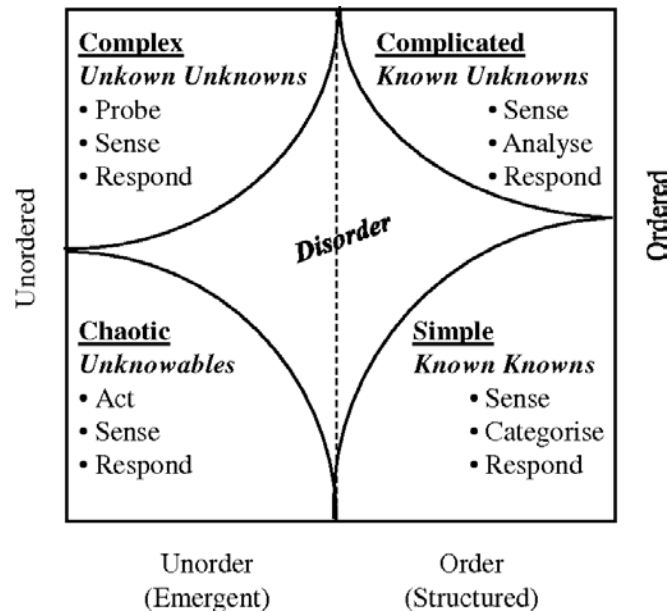 Complex
Unkown Unknowns
• Probe
• Sense
• Respond
Complicated
Known Unknowns
• Sense
• Analyse
• Respond
Unordered
Disorder
Ordered
Chaotic
Unknowables
• Act
• Sense
• Respond
Simple
Known Knowns
• Sense
• Categorise
• Respond
Unorder
(Emergent)
Order
(Structured)